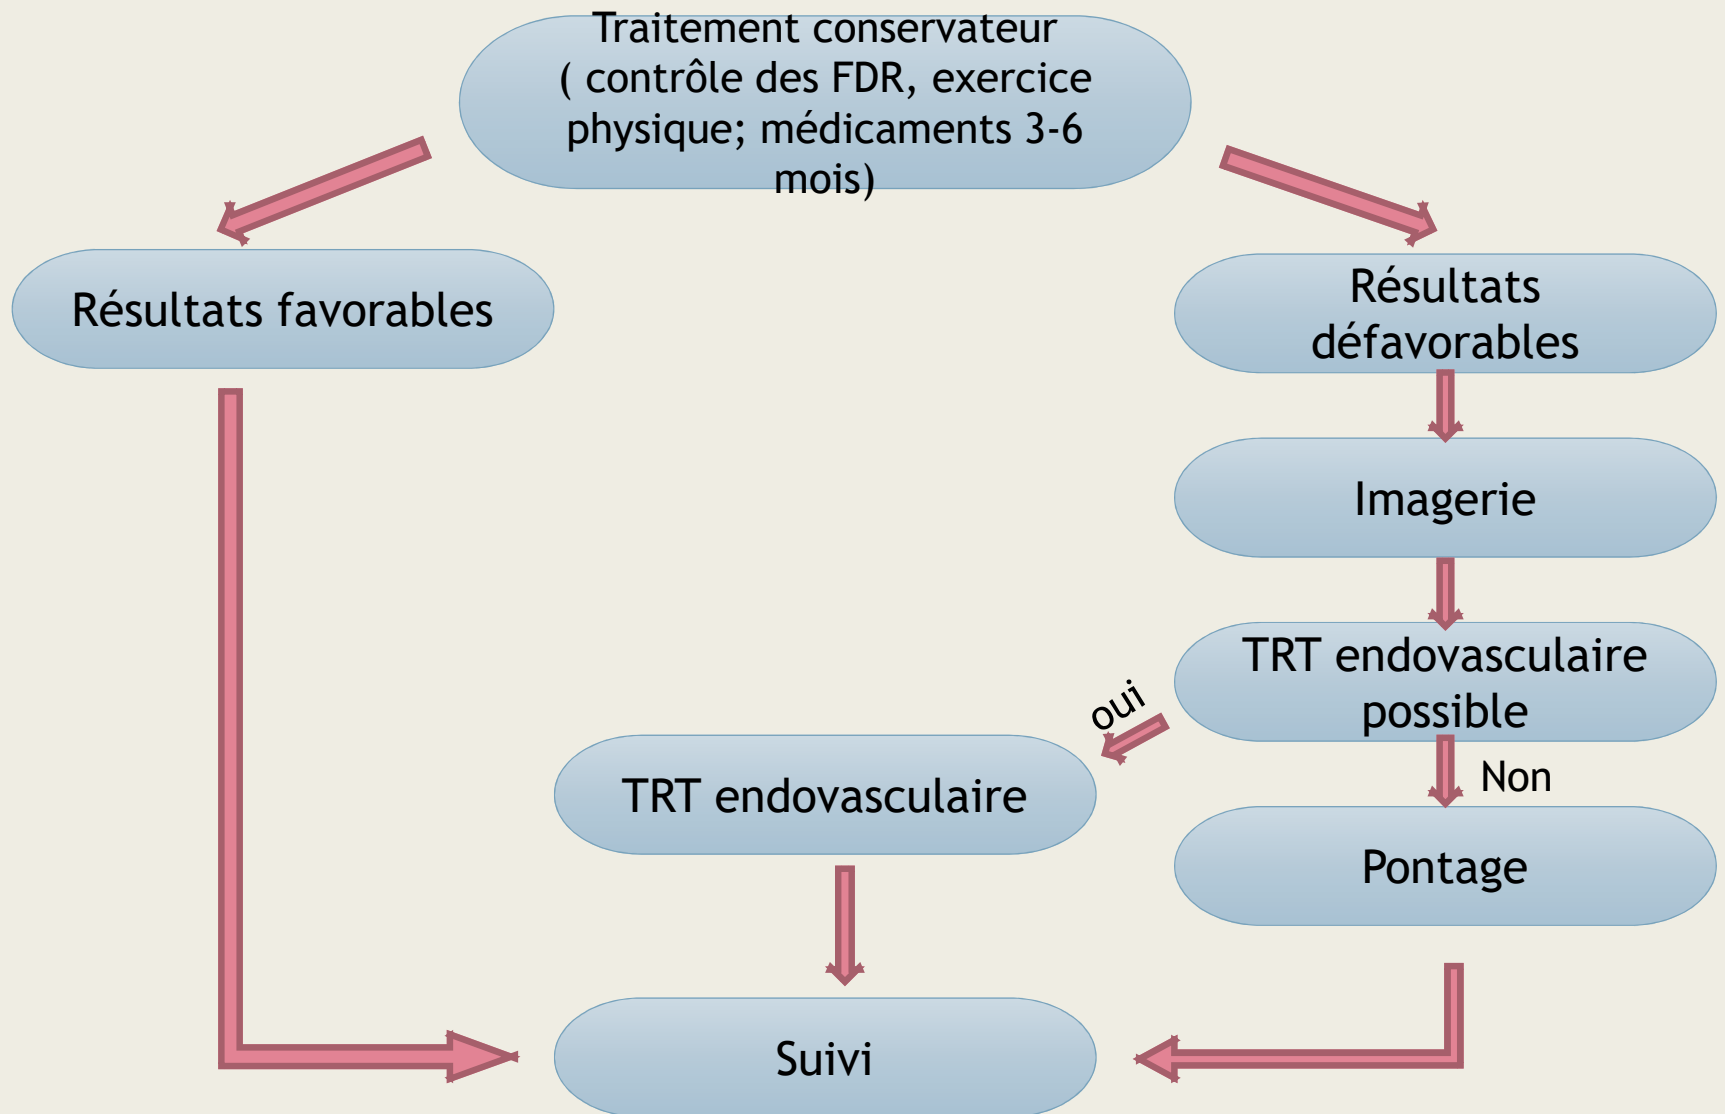 Traitement conservateur
( contrôle des FDR, exercice
physique; médicaments 3-6
mois)
Résultats favorables
Résultats
défavorables
Imagerie
TRT endovasculaire
possible
oui
Non
TRT endovasculaire
Pontage
Suivi